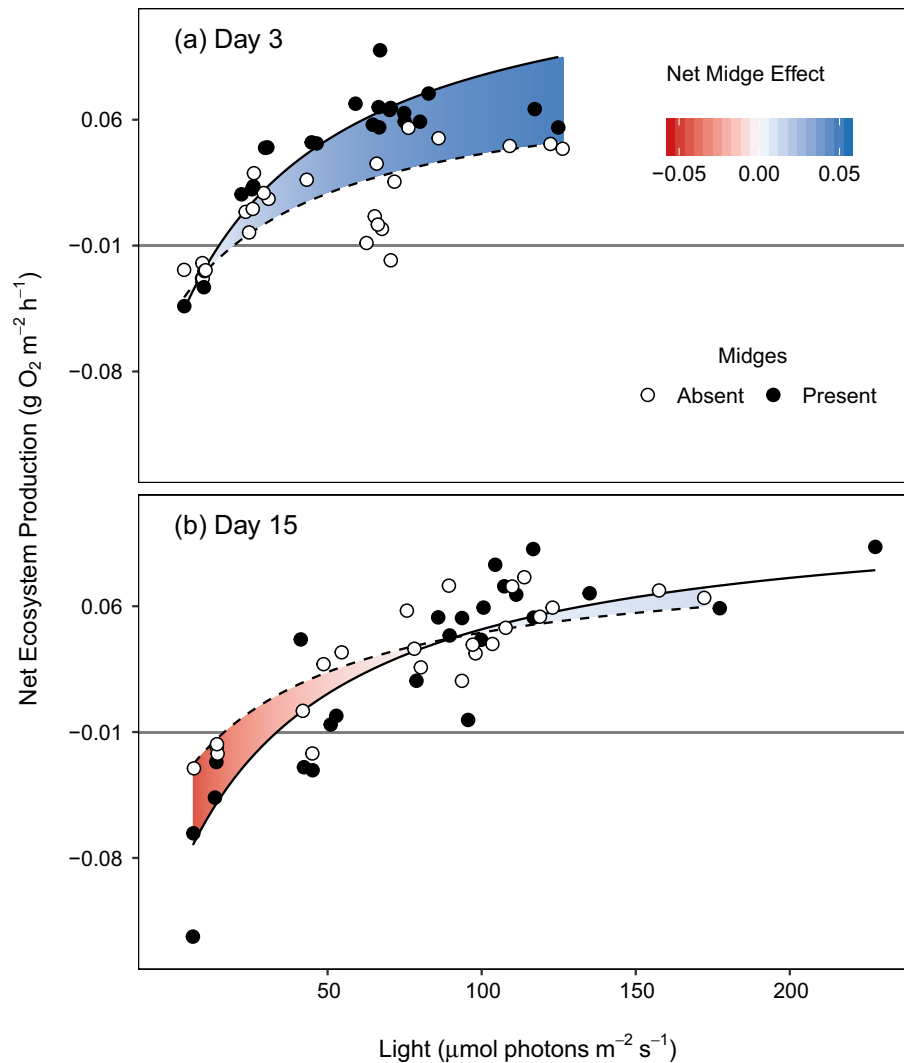 (a) Day 3
Net Midge Effect
−0.05 0.00 0.05
0.06
−0.01
−0.08
Midges
Absent Present
Net Ecosystem Production (g O₂ m⁻² h⁻¹)
(b) Day 15
0.06
−0.01
−0.08
50 100 150 200
Light (μmol photons m⁻² s⁻¹)